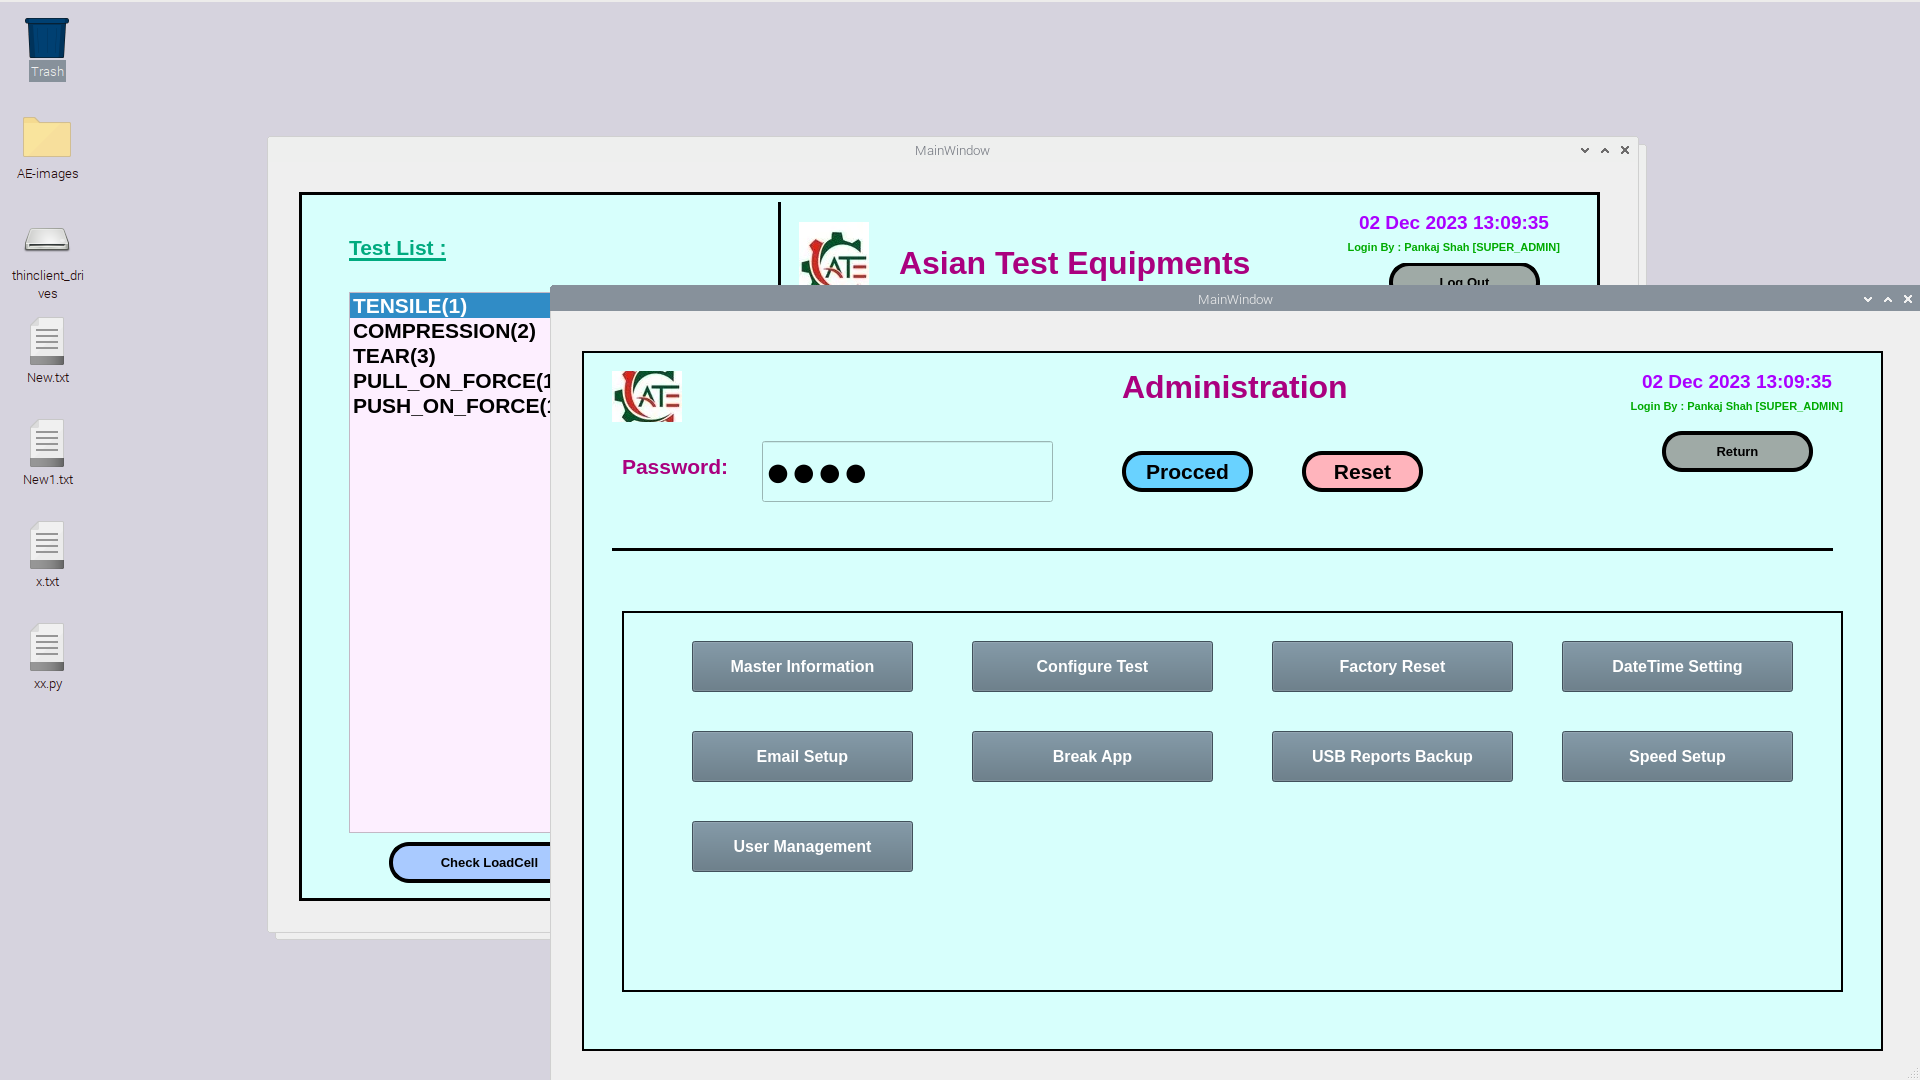 Trash
AE-images
thinclient_dri
ves
New.txt
New1.txt
x.txt
xx.py
MainWindow
Test List :
ATE
Asian Test Equipments
02 Dec 2023 13:09:35
Login By : Pankaj Shah [SUPER_ADMIN]
Log Out
TENSILE(1)
COMPRESSION(2)
TEAR(3)
PULL_ON_FORCE(1
PUSH_ON_FORCE(
Check LoadCell
MainWindow
ATE
Administration
02 Dec 2023 13:09:35
Login By : Pankaj Shah [SUPER_ADMIN]
Return
Password:
Procced
Reset
Master Information
Configure Test
Factory Reset
DateTime Setting
Email Setup
Break App
USB Reports Backup
Speed Setup
User Management